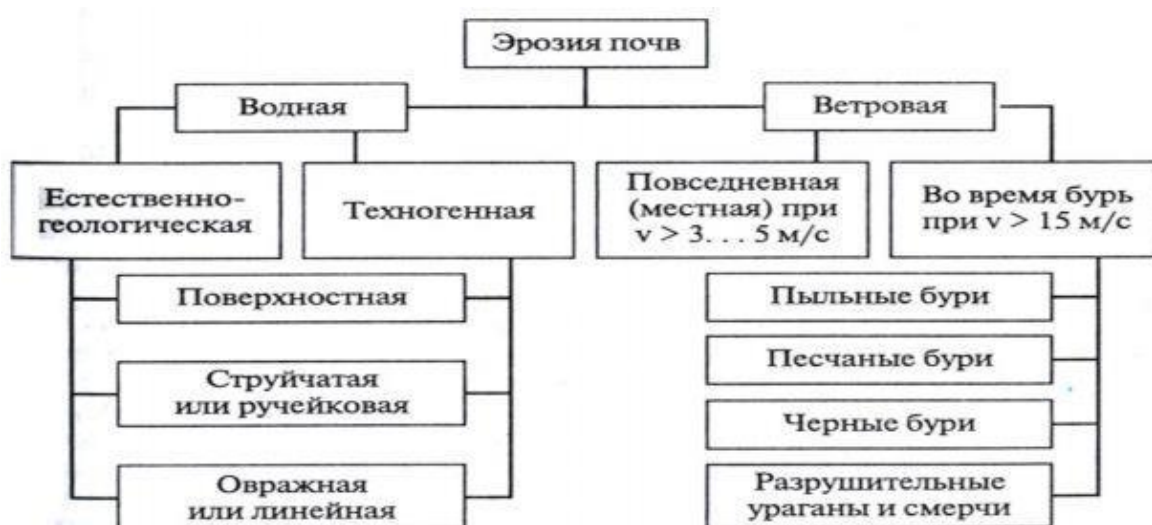 Эрозия почв
Водная
Ветровая
Естественно-
геологическая
Техногенная
Повседневная
(местная) при
v > 3. . . 5 м/с
Во время бурь
при v > 15 м/с
Поверхностная
Струйчатая
или ручейковая
Овражная
или линейная
Пыльные бури
Песчаные бури
Черные бури
Разрушительные
ураганы и смерчи